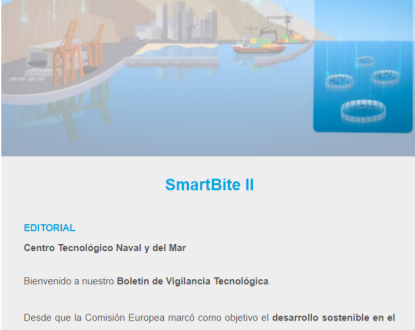 SmartBite II
EDITORIAL
Centro Tecnológico Naval y del Mar
Bienvenido a nuestro Boletín de Vigilancia Tecnológica.
Desde que la Comisión Europea marcó como objetivo el desarrollo sostenible en el